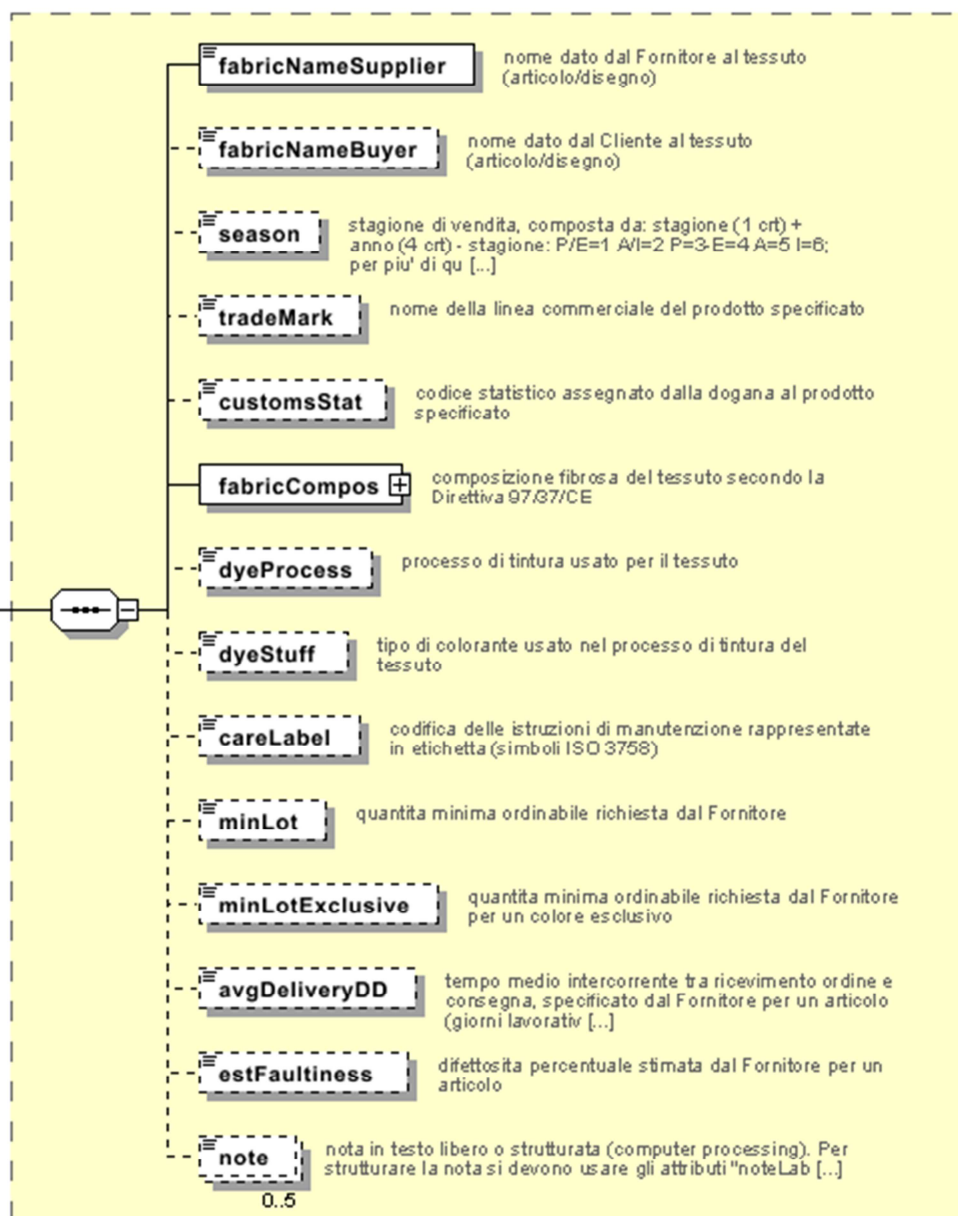 fabricNameSupplier
nome dato dal Fornitore al tessuto
(articolo/disegno)
fabricNameBuyer
nome dato dal Cliente al tessuto
(articolo/disegno)
season
stagione di vendita, composta da: stagione (1 crt) +
anno (4 crt) - stagione: P/E=1 A/I=2 P=3-E=4 A=5 I=6;
per piu' di qu [...]
tradeMark
nome della linea commerciale del prodotto specificato
customsStat
codice statistico assegnato dalla dogana al prodotto
specificato
fabricCompos
composizione fibrosa del tessuto secondo la
Direttiva 97/37/CE
dyeProcess
processo di tintura usato per il tessuto
dyeStuff
tipo di colorante usato nel processo di tintura del
tessuto
careLabel
codifica delle istruzioni di manutenzione rappresentate
in etichetta (simboli ISO 3758)
minLot
quantita minima ordinabile richiesta dal Fornitore
minLotExclusive
quantita minima ordinabile richiesta dal Fornitore
per un colore esclusivo
avgDeliveryDD
tempo medio intercorrente tra ricevimento ordine e
consegna, specificato dal Fornitore per un articolo
(giorni lavorativ [...]
estFaultiness
difettosita percentuale stimata dal Fornitore per un
articolo
note
nota in testo libero o strutturata (computer processing). Per
strutturare la nota si devono usare gli attributi "noteLab [...]
0..5